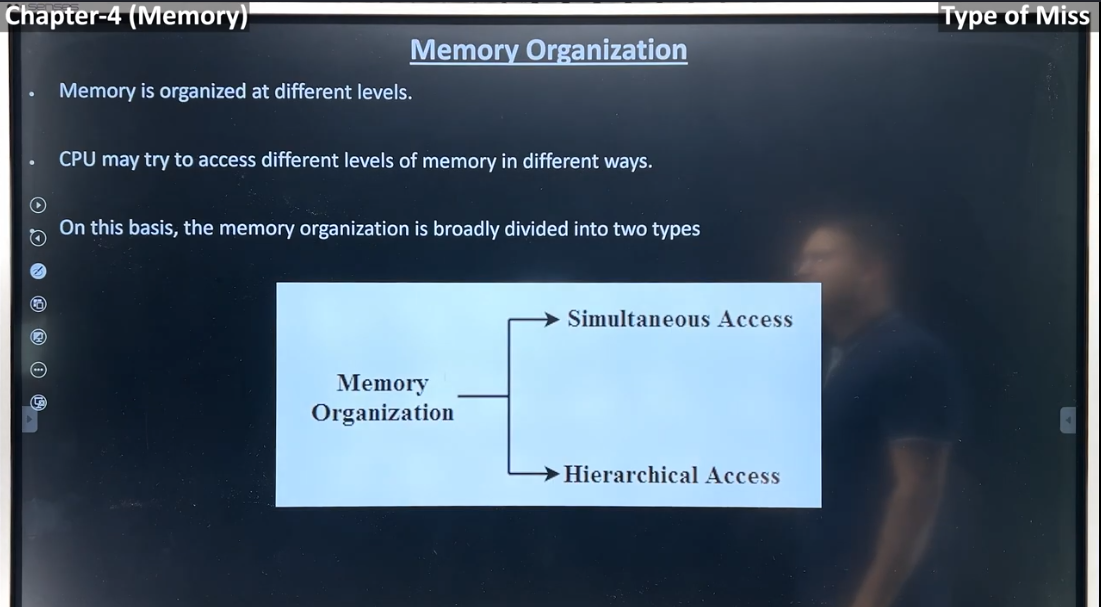 Chapter-4 (Memory)
Type of Miss
Memory Organization
• Memory is organized at different levels.
• CPU may try to access different levels of memory in different ways.
On this basis, the memory organization is broadly divided into two types
Simultaneous Access
Memory
Organization
Hierarchical Access